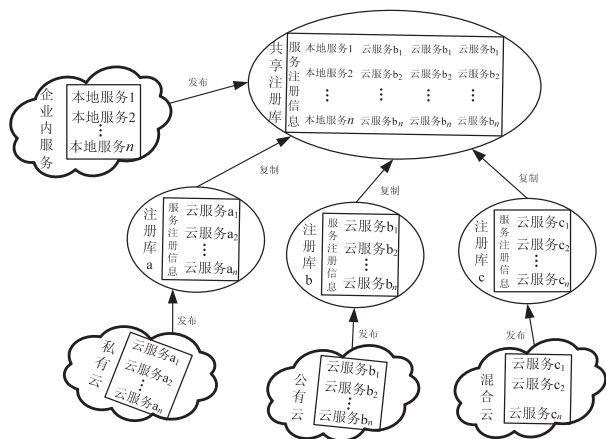 共享注册库
服务注册信息
本地服务1 云服务b1 云服务b1 云服务b1
本地服务2 云服务b2 云服务b2 云服务b2
⋮ ⋮ ⋮ ⋮
本地服务n 云服务bn 云服务bn 云服务bn
发布
企业内服务
本地服务1
本地服务2
⋮
本地服务n
复制
复制
复制
注册库a
服务注册信息
云服务a1
云服务a2
⋮
云服务an
注册库b
服务注册信息
云服务b1
云服务b2
⋮
云服务bn
注册库c
服务注册信息
云服务c1
云服务c2
⋮
云服务cn
发布
发布
发布
私有云
云服务a1
云服务a2
⋮
云服务an
公有云
云服务b1
云服务b2
⋮
云服务bn
混合云
云服务c1
云服务c2
⋮
云服务cn